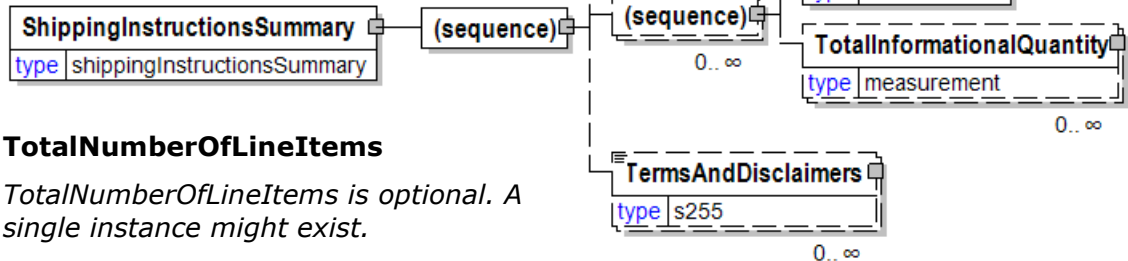 ShippingInstructionsSummary
type shippingInstructionsSummary
(sequence)
(sequence)
0.. ∞
TotalInformationalQuantity
type measurement
0.. ∞
TermsAndDisclaimers
type s255
0.. ∞
TotalNumberOfLineItems
TotalNumberOfLineItems is optional. A
single instance might exist.